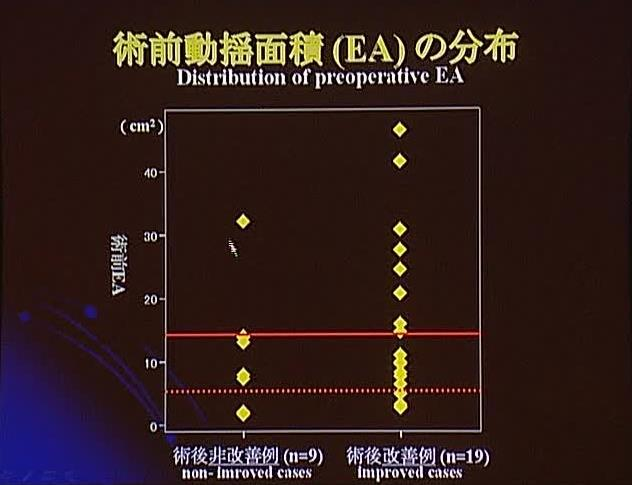 術前動揺面積 (EA) の分布
Distribution of preoperative EA
(cm²)
40
30
20
10
0
術前EA
術後非改善例 (n=9)
non- imroved cases
術後改善例 (n=19)
improved cases